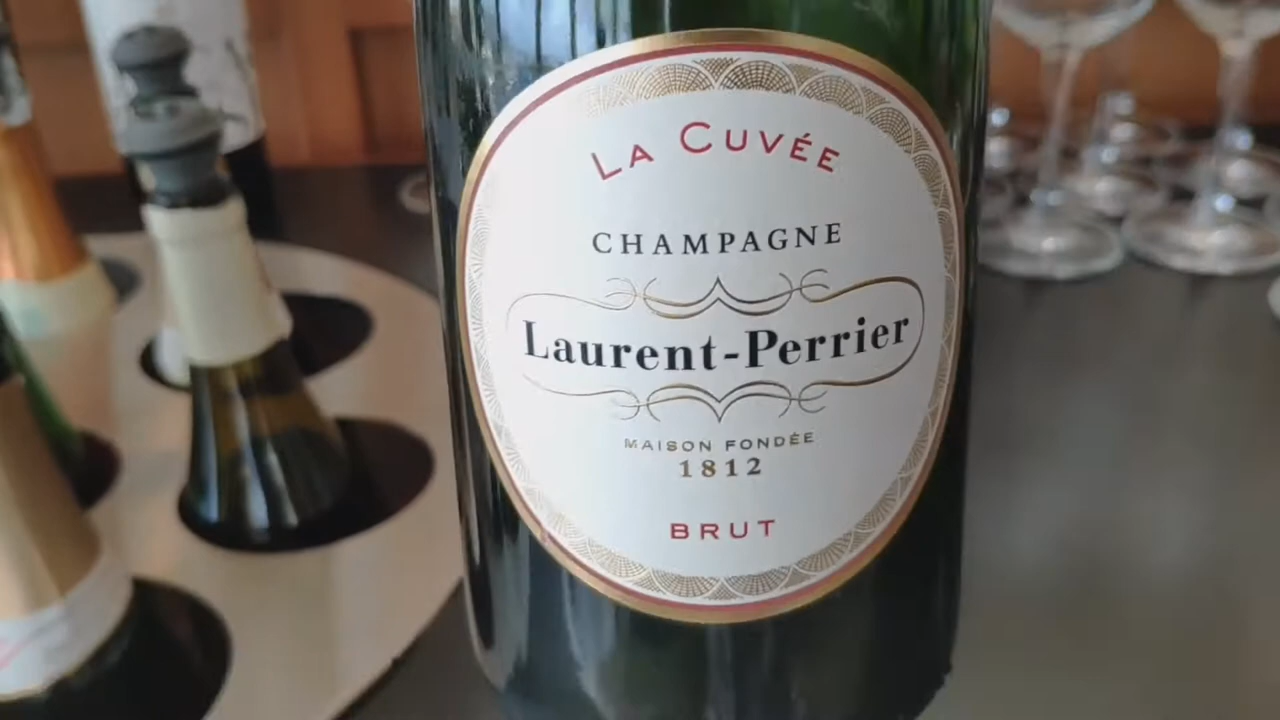 LA CUVÉE
CHAMPAGNE
Laurent-Perrier
MAISON FONDÉE
1812
BRUT